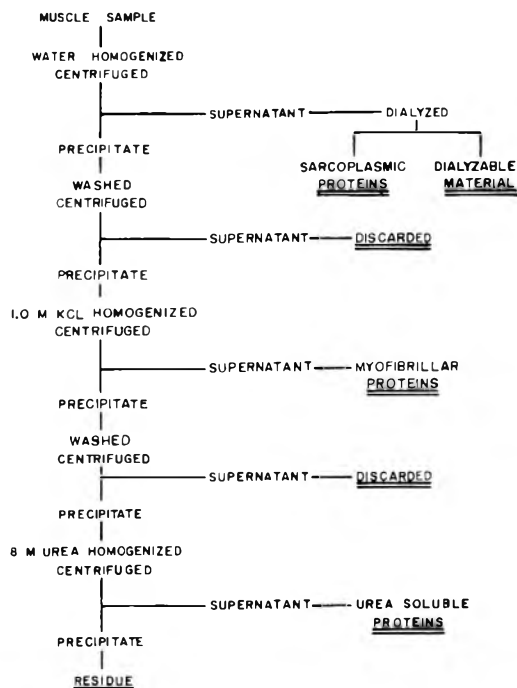 MUSCLE SAMPLE
WATER HOMOGENIZED
CENTRIFUGED
SUPERNATANT
DIALYZED
PRECIPITATE
SARCOPLASMIC
PROTEINS
DIALYZABLE
MATERIAL
WASHED
CENTRIFUGED
SUPERNATANT
DISCARDED
PRECIPITATE
1.0 M KCL HOMOGENIZED
CENTRIFUGED
SUPERNATANT
MYOFIBRILLAR
PROTEINS
PRECIPITATE
WASHED
CENTRIFUGED
SUPERNATANT
DISCARDED
PRECIPITATE
8 M UREA HOMOGENIZED
CENTRIFUGED
SUPERNATANT
UREA SOLUBLE
PROTEINS
PRECIPITATE
RESIDUE